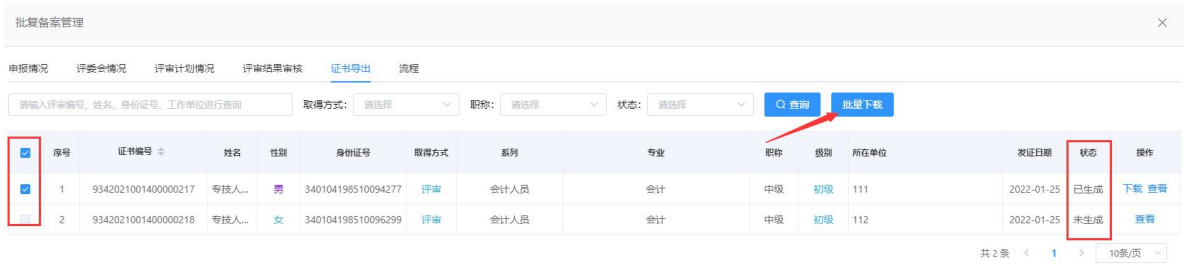 批复备案管理
申报情况 评委会情况 评审计划情况 评审结果审核 证书导出 流程
请输入评审编号、姓名、身份证号、工作单位进行查询 取得方式: 请选择 职称: 请选择 状态: 请选择 查询 批量下载
序号 证书编号 姓名 性别 身份证号 取得方式 系列 专业 职称 级别 所在单位 发证日期 状态 操作
1 9342021001400000217 专技人... 男 340104198510094277 评审 会计人员 会计 中级 初级 111 2022-01-25 已生成 下载 查看
2 9342021001400000218 专技人... 女 340104198510096299 评审 会计人员 会计 中级 初级 112 2022-01-25 未生成 查看
共 2 条 < 1 > 10条/页